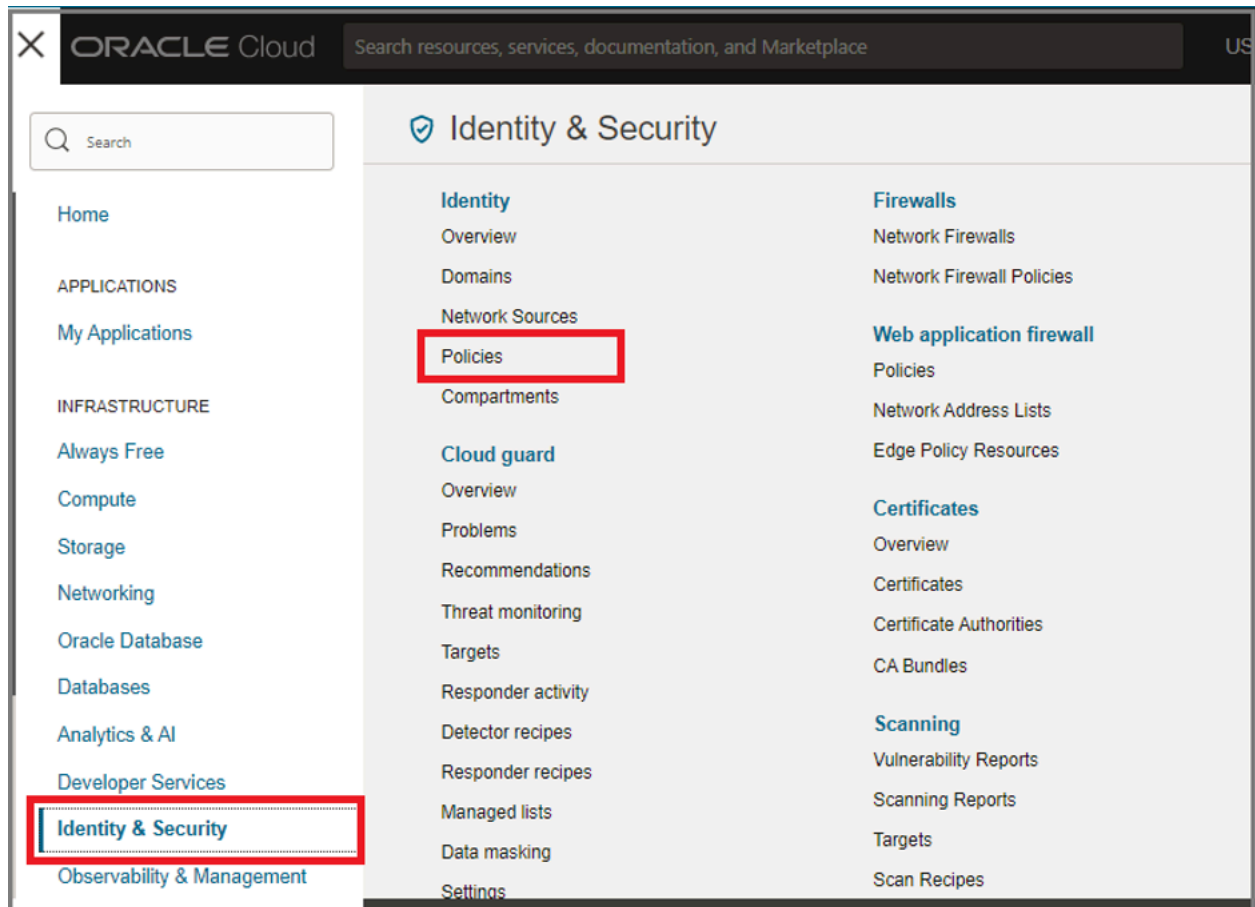 ORACLE Cloud
Search resources, services, documentation, and Marketplace
US
Search
Home
APPLICATIONS
My Applications
INFRASTRUCTURE
Always Free
Compute
Storage
Networking
Oracle Database
Databases
Analytics & AI
Developer Services
Identity & Security
Observability & Management
Identity & Security
Identity
Overview
Domains
Network Sources
Policies
Compartments
Cloud guard
Overview
Problems
Recommendations
Threat monitoring
Targets
Responder activity
Detector recipes
Responder recipes
Managed lists
Data masking
Settings
Firewalls
Network Firewalls
Network Firewall Policies
Web application firewall
Policies
Network Address Lists
Edge Policy Resources
Certificates
Overview
Certificates
Certificate Authorities
CA Bundles
Scanning
Vulnerability Reports
Scanning Reports
Targets
Scan Recipes